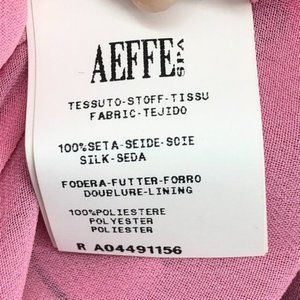 AEFFE SPA
TESSUTO-STOFF-TISSU
FABRIC-TEJIDO
100%SETA-SEIDE-SOIE
SILK-SEDA
FODERA-FUTTER-FORRO
DOUBLURE-LINING
100%POLIESTERE
POLYESTER
POLIESTER
R A04491156